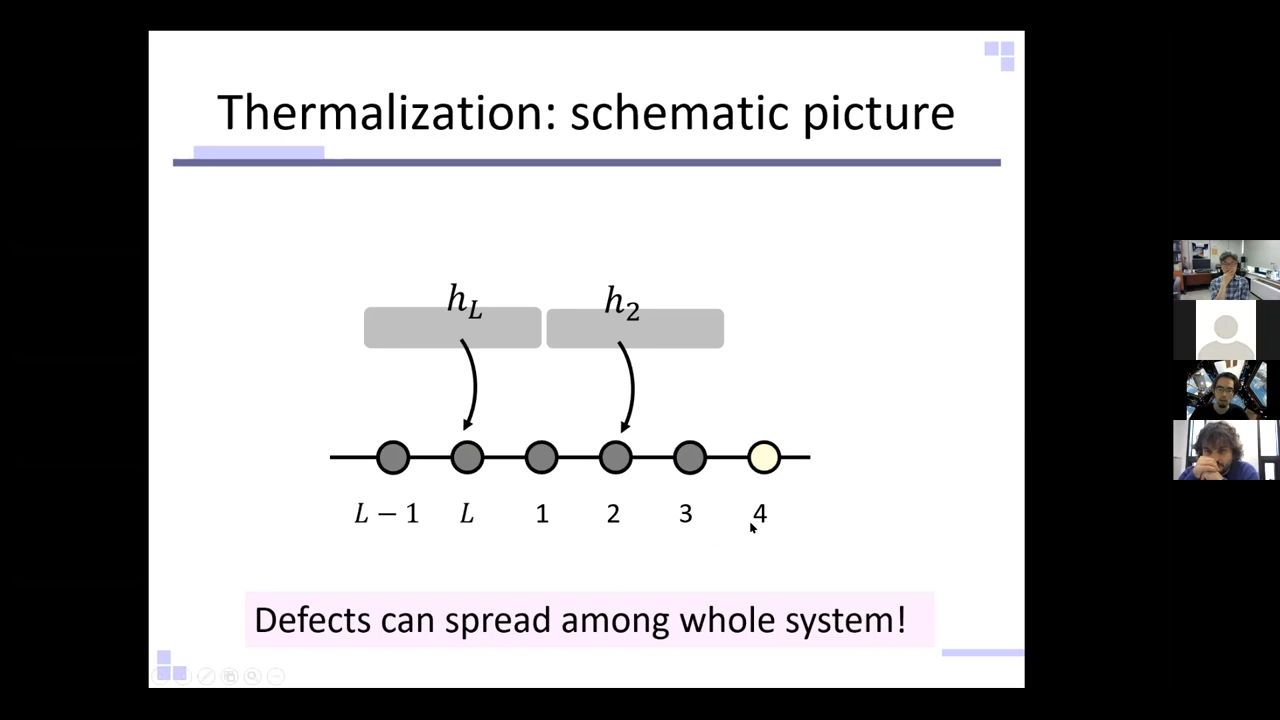 Thermalization: schematic picture
h_L h_2
L − 1 L 1 2 3 4
Defects can spread among whole system!